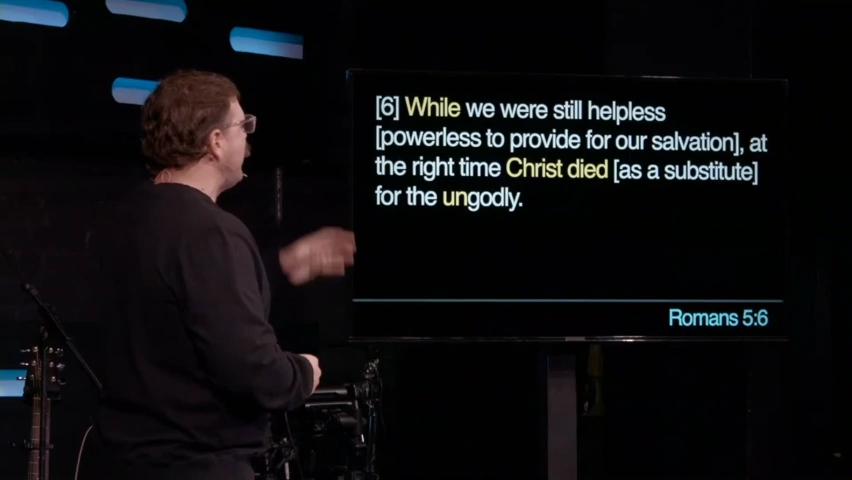 [6] While we were still helpless
[powerless to provide for our salvation], at
the right time Christ died [as a substitute]
for the ungodly.
Romans 5:6